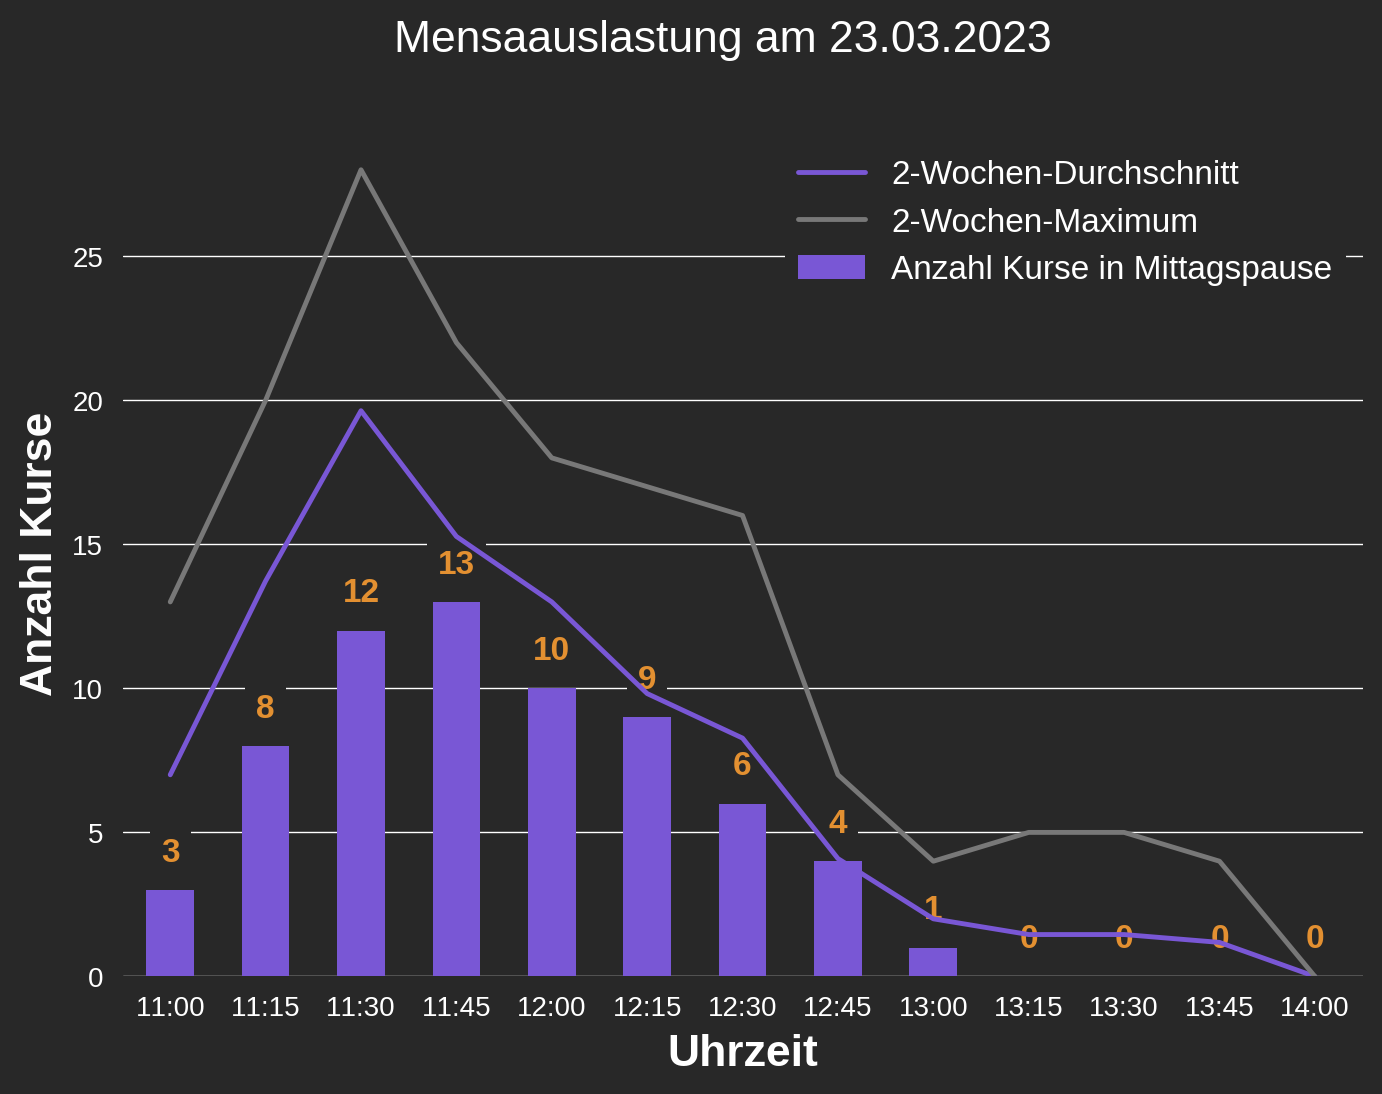 Mensaauslastung am 23.03.2023
2-Wochen-Durchschnitt
2-Wochen-Maximum
Anzahl Kurse in Mittagspause
Anzahl Kurse
25
20
15
10
5
0
3
8
12
13
10
9
6
4
1
0
0
0
0
11:00 11:15 11:30 11:45 12:00 12:15 12:30 12:45 13:00 13:15 13:30 13:45 14:00
Uhrzeit